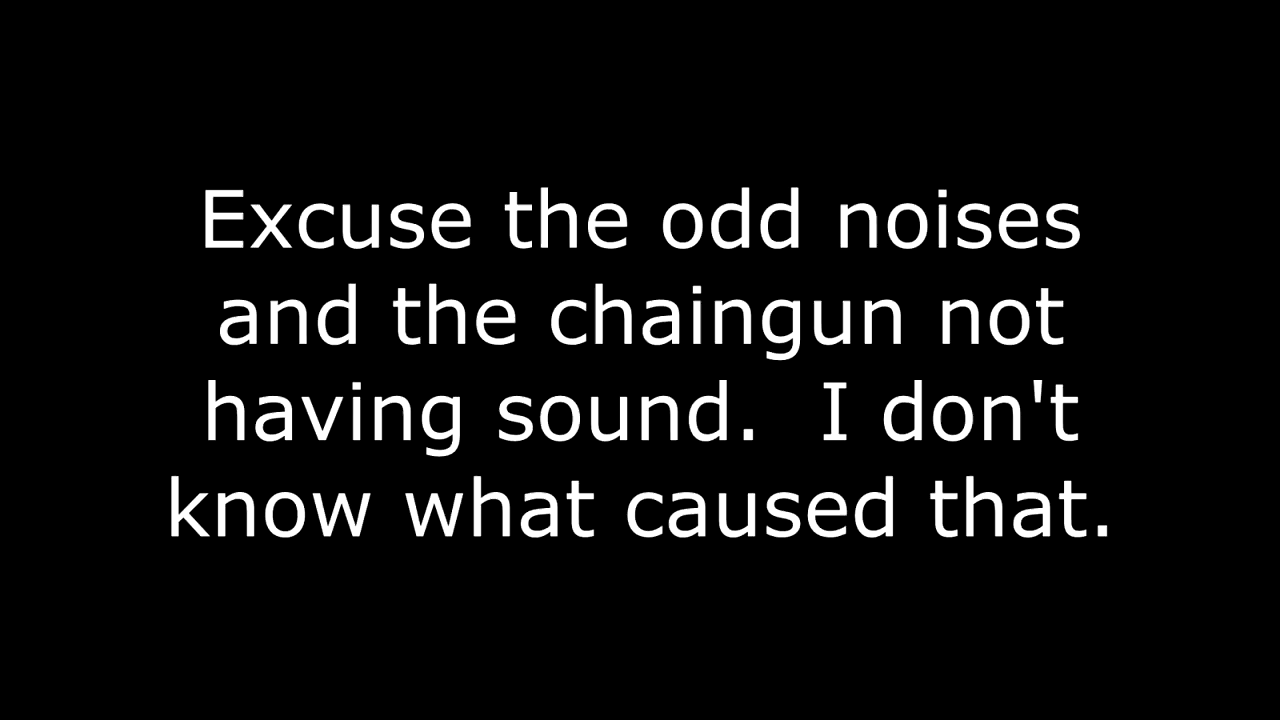 Excuse the odd noises
and the chaingun not
having sound.  I don't
know what caused that.